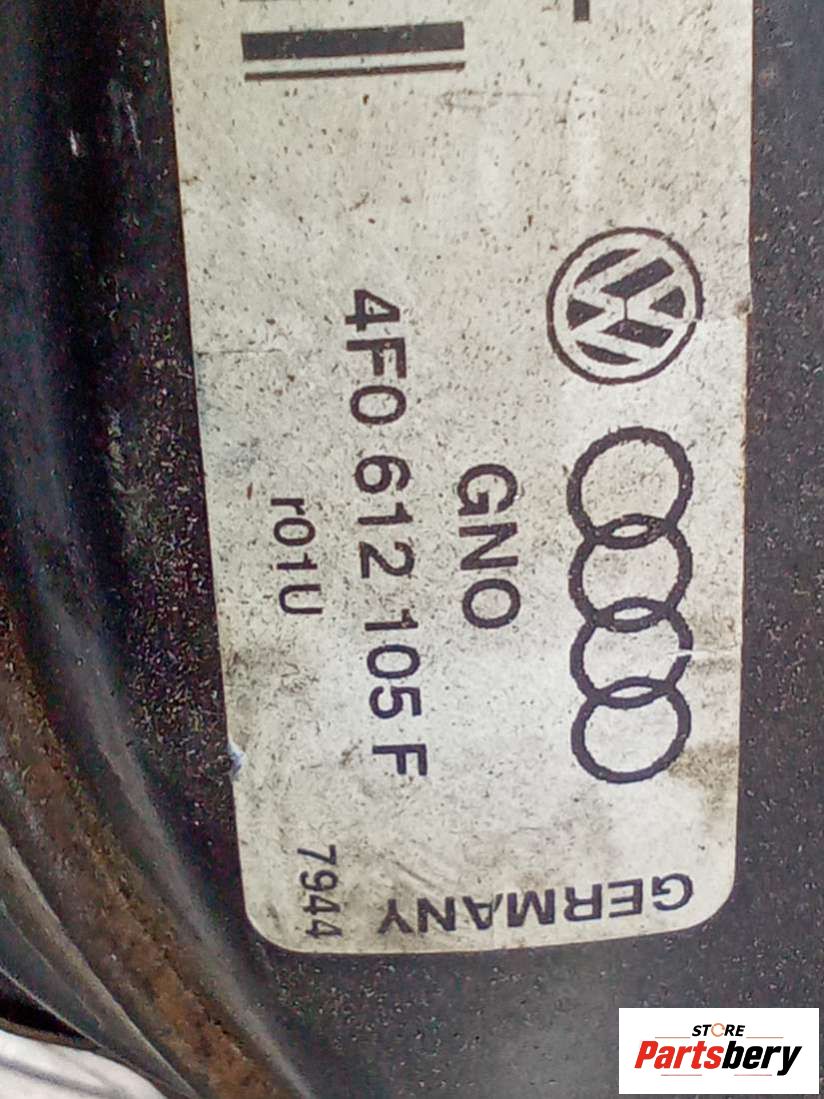 GNO
4F0 612 105 F
r01U
GERMANY
7944
STORE
Partsbery